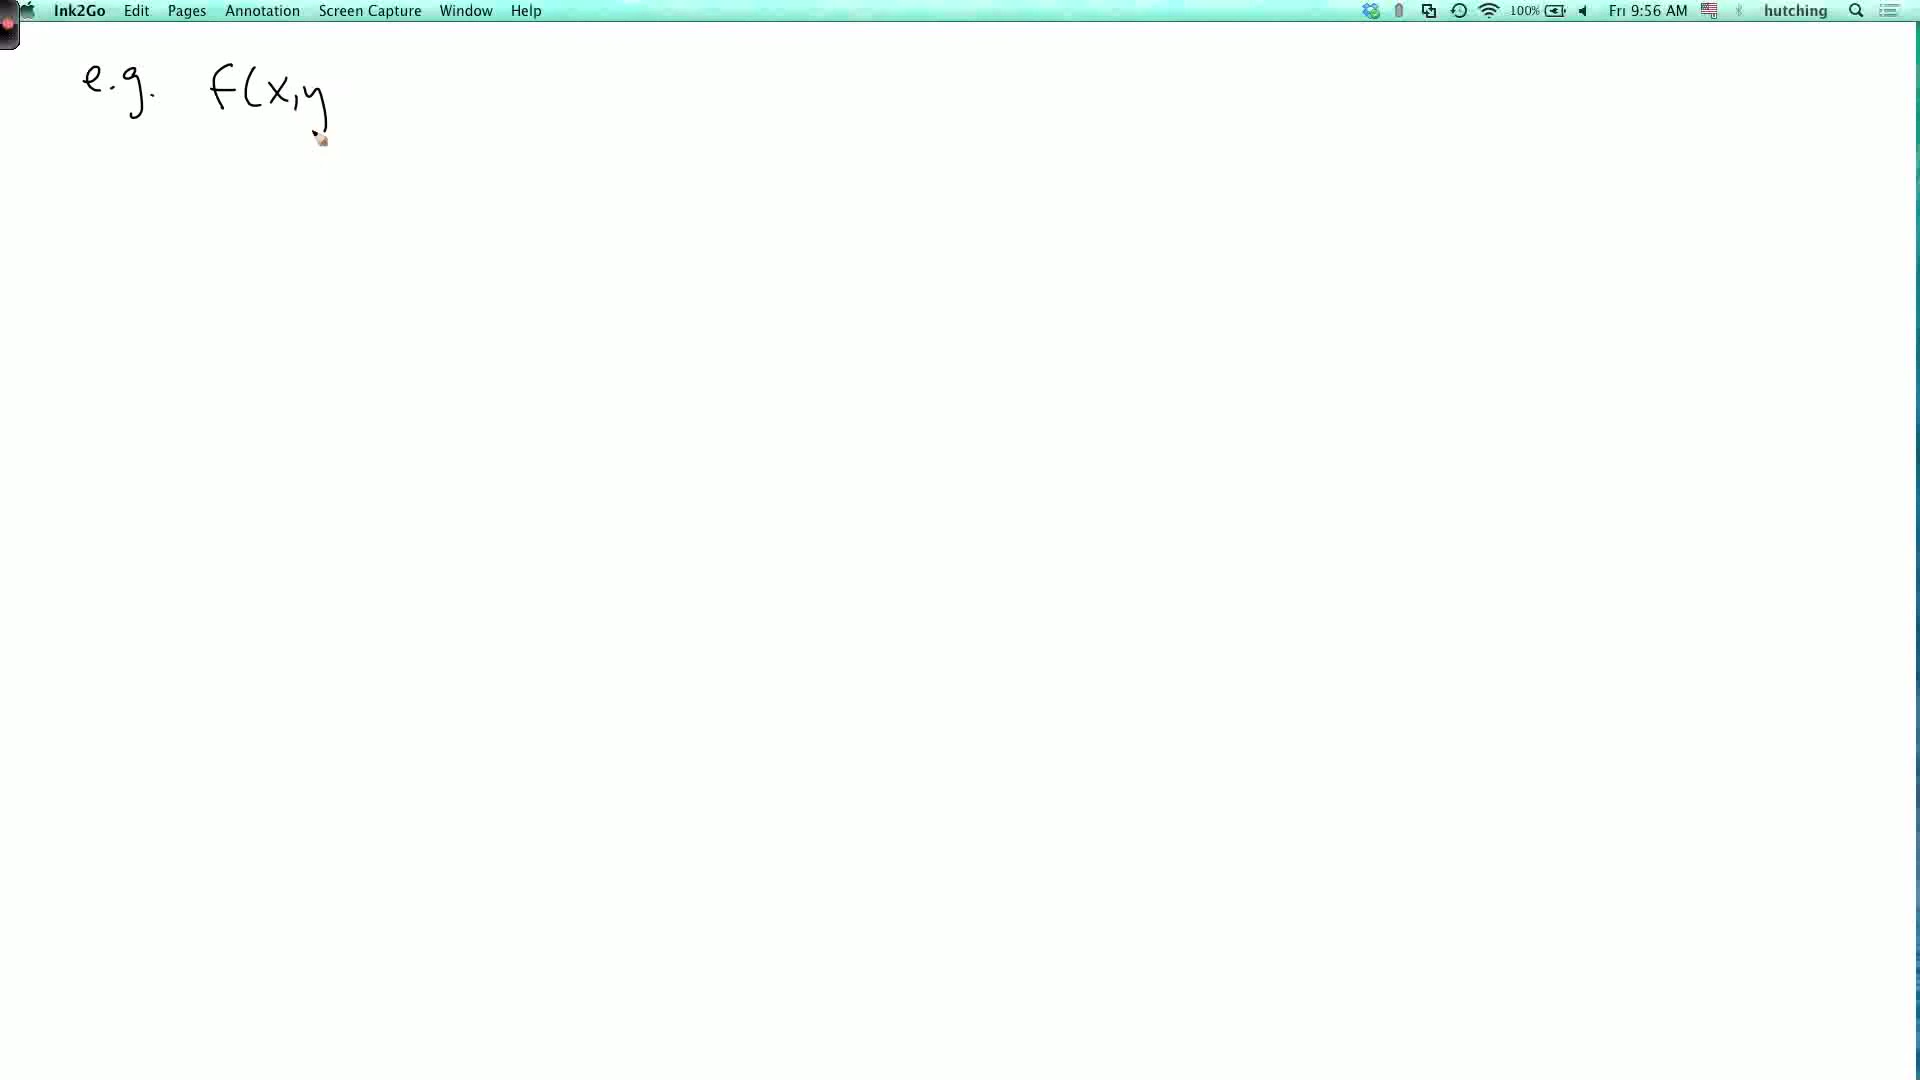 Ink2Go Edit Pages Annotation Screen Capture Window Help 100% Fri 9:56 AM hutching
e.g. f(x,y